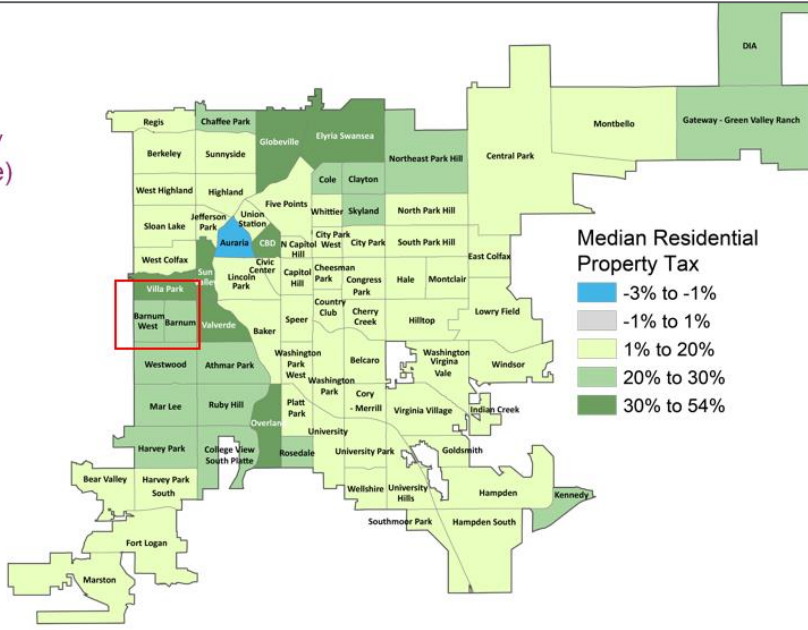 DIA
Regis
Chaffee Park
Montbello
Gateway - Green Valley Ranch
Globeville
Elyria Swansea
Berkeley
Sunnyside
Northeast Park Hill
Central Park
Cole
Clayton
West Highland
Highland
Five Points
Whittier
Skyland
North Park Hill
Jefferson
Park
Union
Station
Sloan Lake
Auraria
CBD
N Capitol
Hill
City Park
West
City Park
South Park Hill
East Colfax
West Colfax
Civic
Center
Sun
Lincoln
Park
Capitol
Hill
Cheesman
Park
Congress
Park
Hale
Montclair
Villa Park
Barnum
West
Barnum
Valverde
Baker
Speer
Country
Club
Cherry
Creek
Hilltop
Lowry Field
Westwood
Athmar Park
Washington
Park
West
Washington
Park
Belcaro
Washington
Virgina
Vale
Windsor
Mar Lee
Ruby Hill
Overlan
Platt
Park
Cory
- Merrill
Virginia Village
Indian Creek
Harvey Park
College View
South Platte
Rosedale
University
University Park
Goldsmith
Bear Valley
Harvey Park
South
Wellshire
University
Hills
Hampden
Kennedy
Southmoor Park
Hampden South
Fort Logan
Marston
Median Residential
Property Tax
-3% to -1%
-1% to 1%
1% to 20%
20% to 30%
30% to 54%